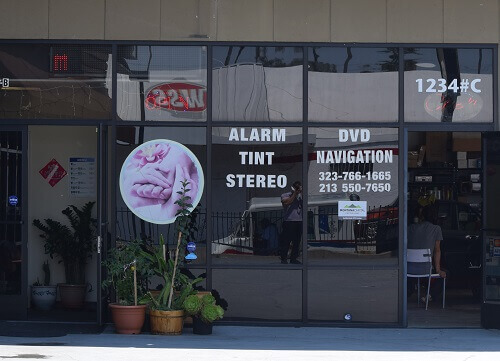 1234#C
ALARM
TINT
STEREO
DVD
NAVIGATION
323-766-1665
213 550-7650